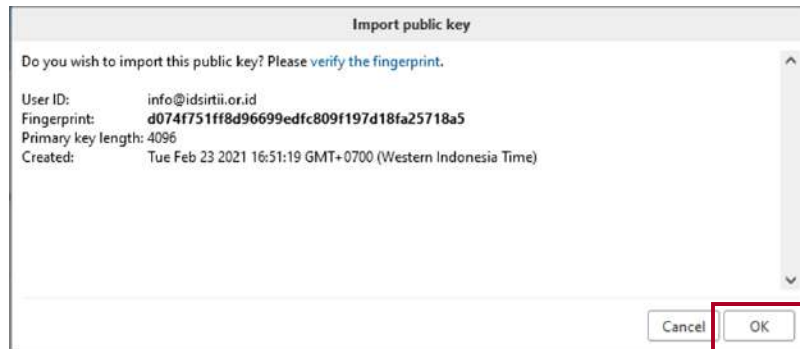 Import public key
Do you wish to import this public key? Please verify the fingerprint.
User ID: info@idsirtii.or.id
Fingerprint: d074f751ff8d96699edfc809f197d18fa25718a5
Primary key length: 4096
Created: Tue Feb 23 2021 16:51:19 GMT+0700 (Western Indonesia Time)
Cancel OK